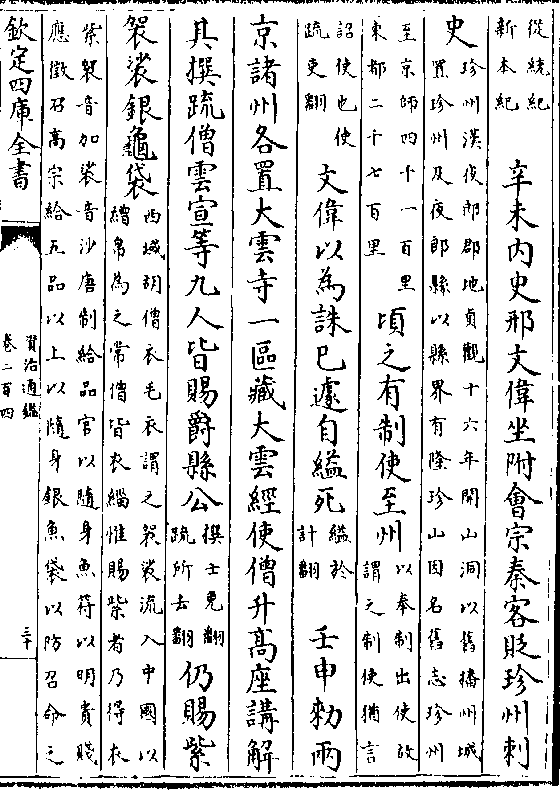 從統紀
新本紀
辛未內史邢文偉坐附會宗秦客貶珍州刺
史
珍州漢夜郎郡地貞觀十六年開山洞以舊播州城
置珍州及夜郎縣以縣界有隆珍山因名舊志珍州
至京師四千一百里
東都二千七百里
頃之有制使至州
以奉制出使故
謂之制使猶言
詔使也使
疏吏翻
文偉以為誅已遽自縊死
縊於
計翻
壬申勑兩
京諸州各置大雲寺一區藏大雲經使僧升高座講解
其撰疏僧雲宣等九人皆賜爵縣公
撰士免翻
疏所去翻
仍賜紫
袈裟銀龜袋
西域胡僧衣毛衣謂之袈裟流入中國以
繒帛為之常僧皆衣緇惟賜紫者乃得衣
紫袈音加裟音沙唐制給品官以隨身魚符以明貴賤
應徵召高宗給五品以上以隨身銀魚袋以防召命之
欽定四庫全書
資治通鑑
卷二百四
三十